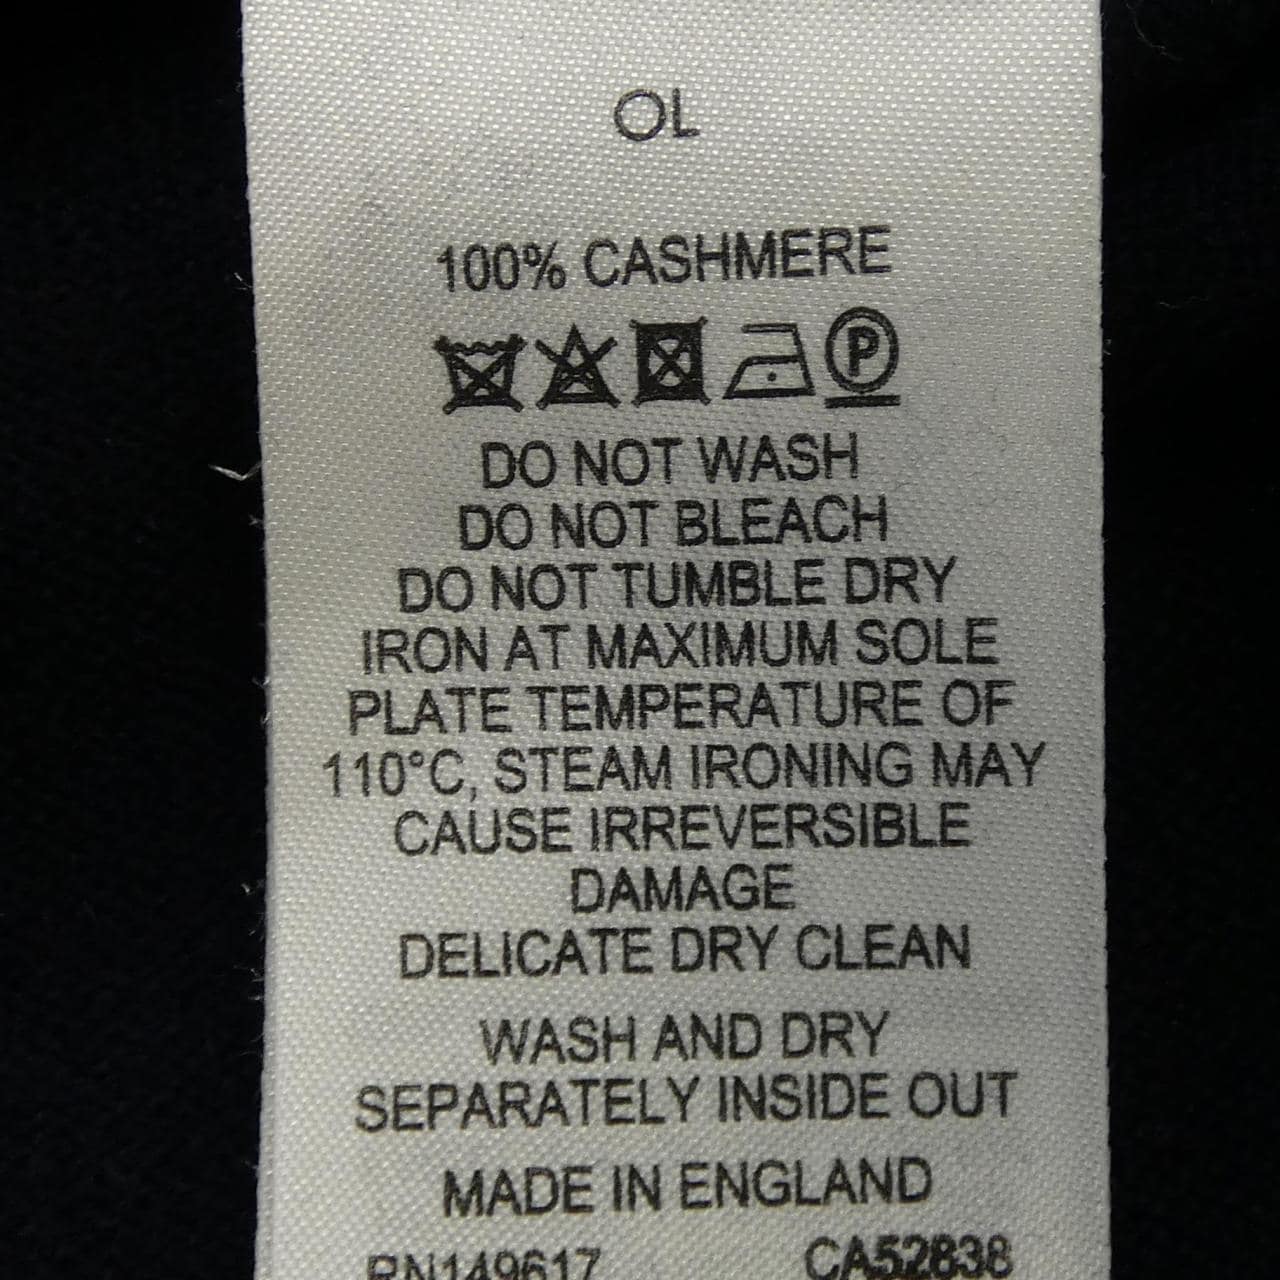 OL
100% CASHMERE
P
DO NOT WASH
DO NOT BLEACH
DO NOT TUMBLE DRY
IRON AT MAXIMUM SOLE
PLATE TEMPERATURE OF
110°C, STEAM IRONING MAY
CAUSE IRREVERSIBLE
DAMAGE
DELICATE DRY CLEAN
WASH AND DRY
SEPARATELY INSIDE OUT
MADE IN ENGLAND
RN149617 CA52838